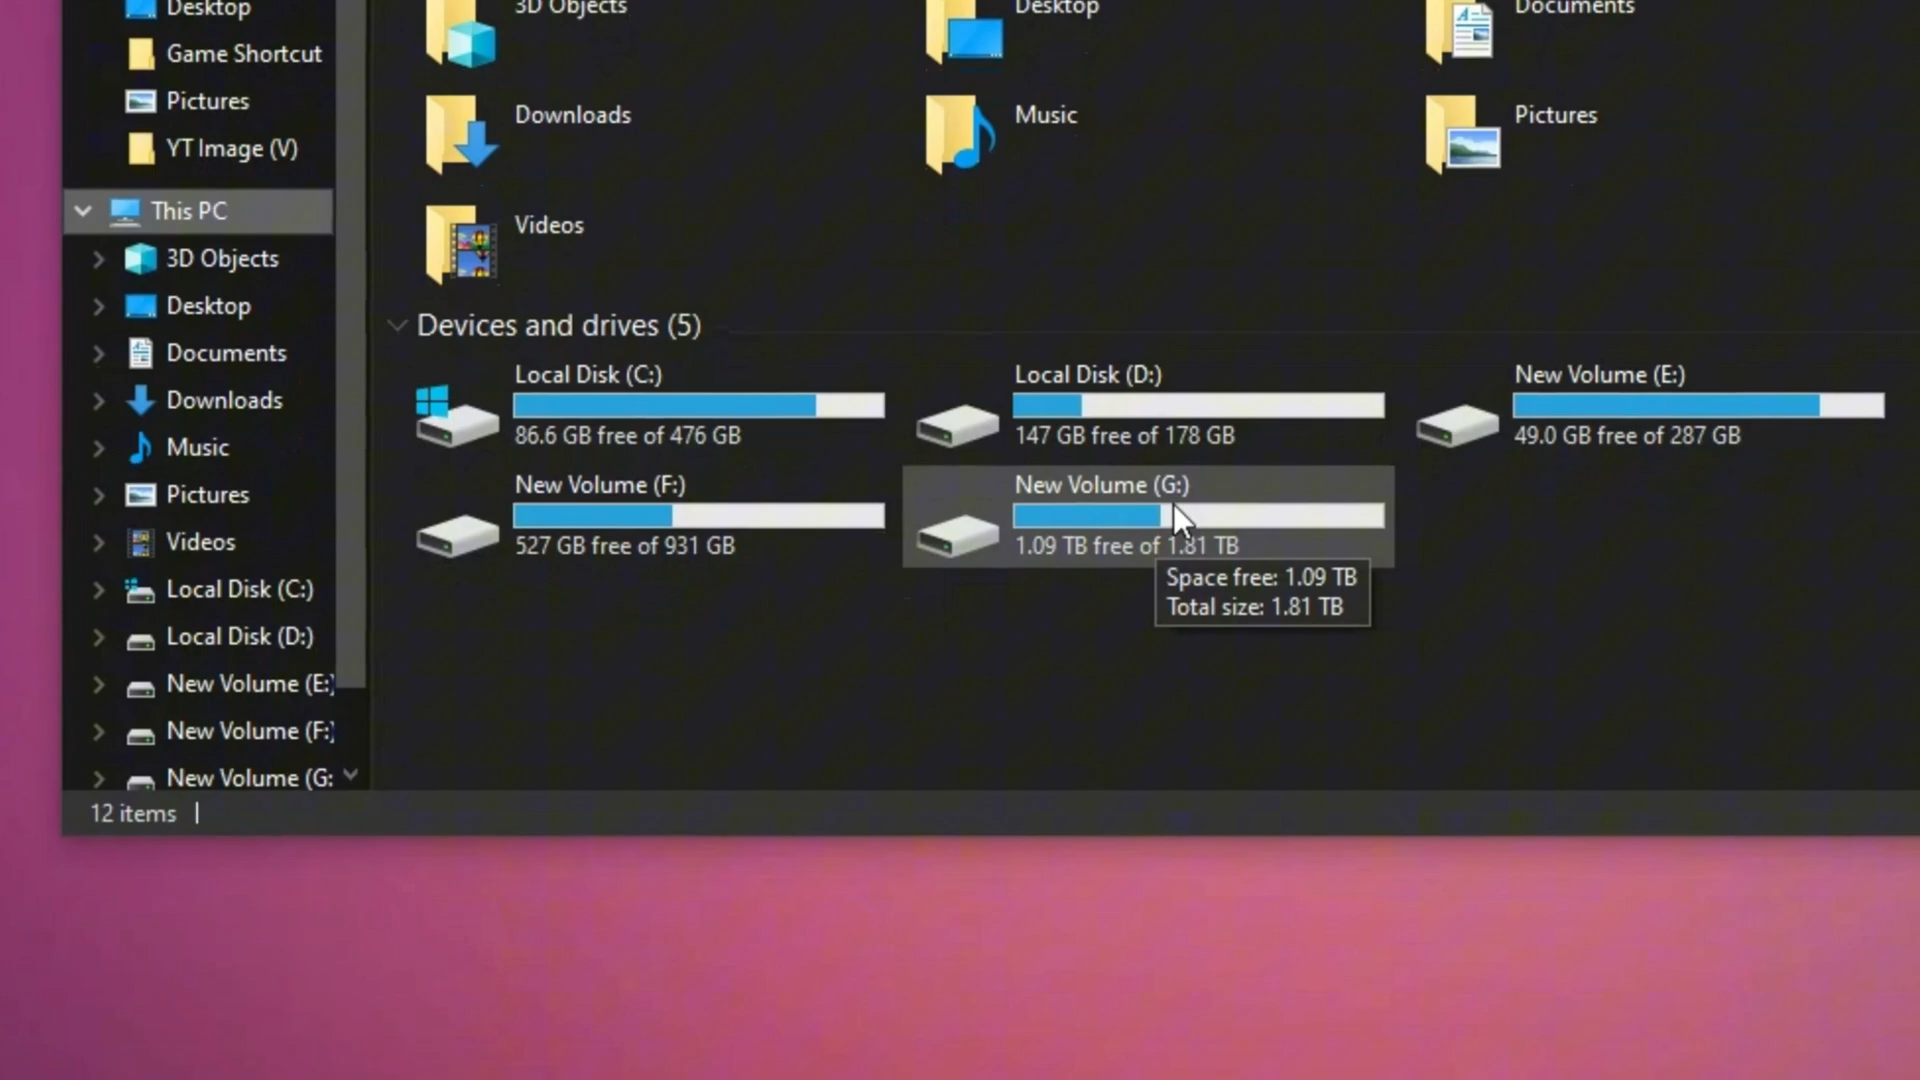 Desktop
Game Shortcut
Pictures
YT Image (V)
This PC
3D Objects
Desktop
Documents
Downloads
Music
Pictures
Videos
Local Disk (C:)
Local Disk (D:)
New Volume (E:)
New Volume (F:)
New Volume (G:
3D Objects
Desktop
Documents
Downloads
Music
Pictures
Videos
Devices and drives (5)
Local Disk (C:)
86.6 GB free of 476 GB
Local Disk (D:)
147 GB free of 178 GB
New Volume (E:)
49.0 GB free of 287 GB
New Volume (F:)
527 GB free of 931 GB
New Volume (G:)
1.09 TB free of 1.81 TB
Space free: 1.09 TB
Total size: 1.81 TB
12 items